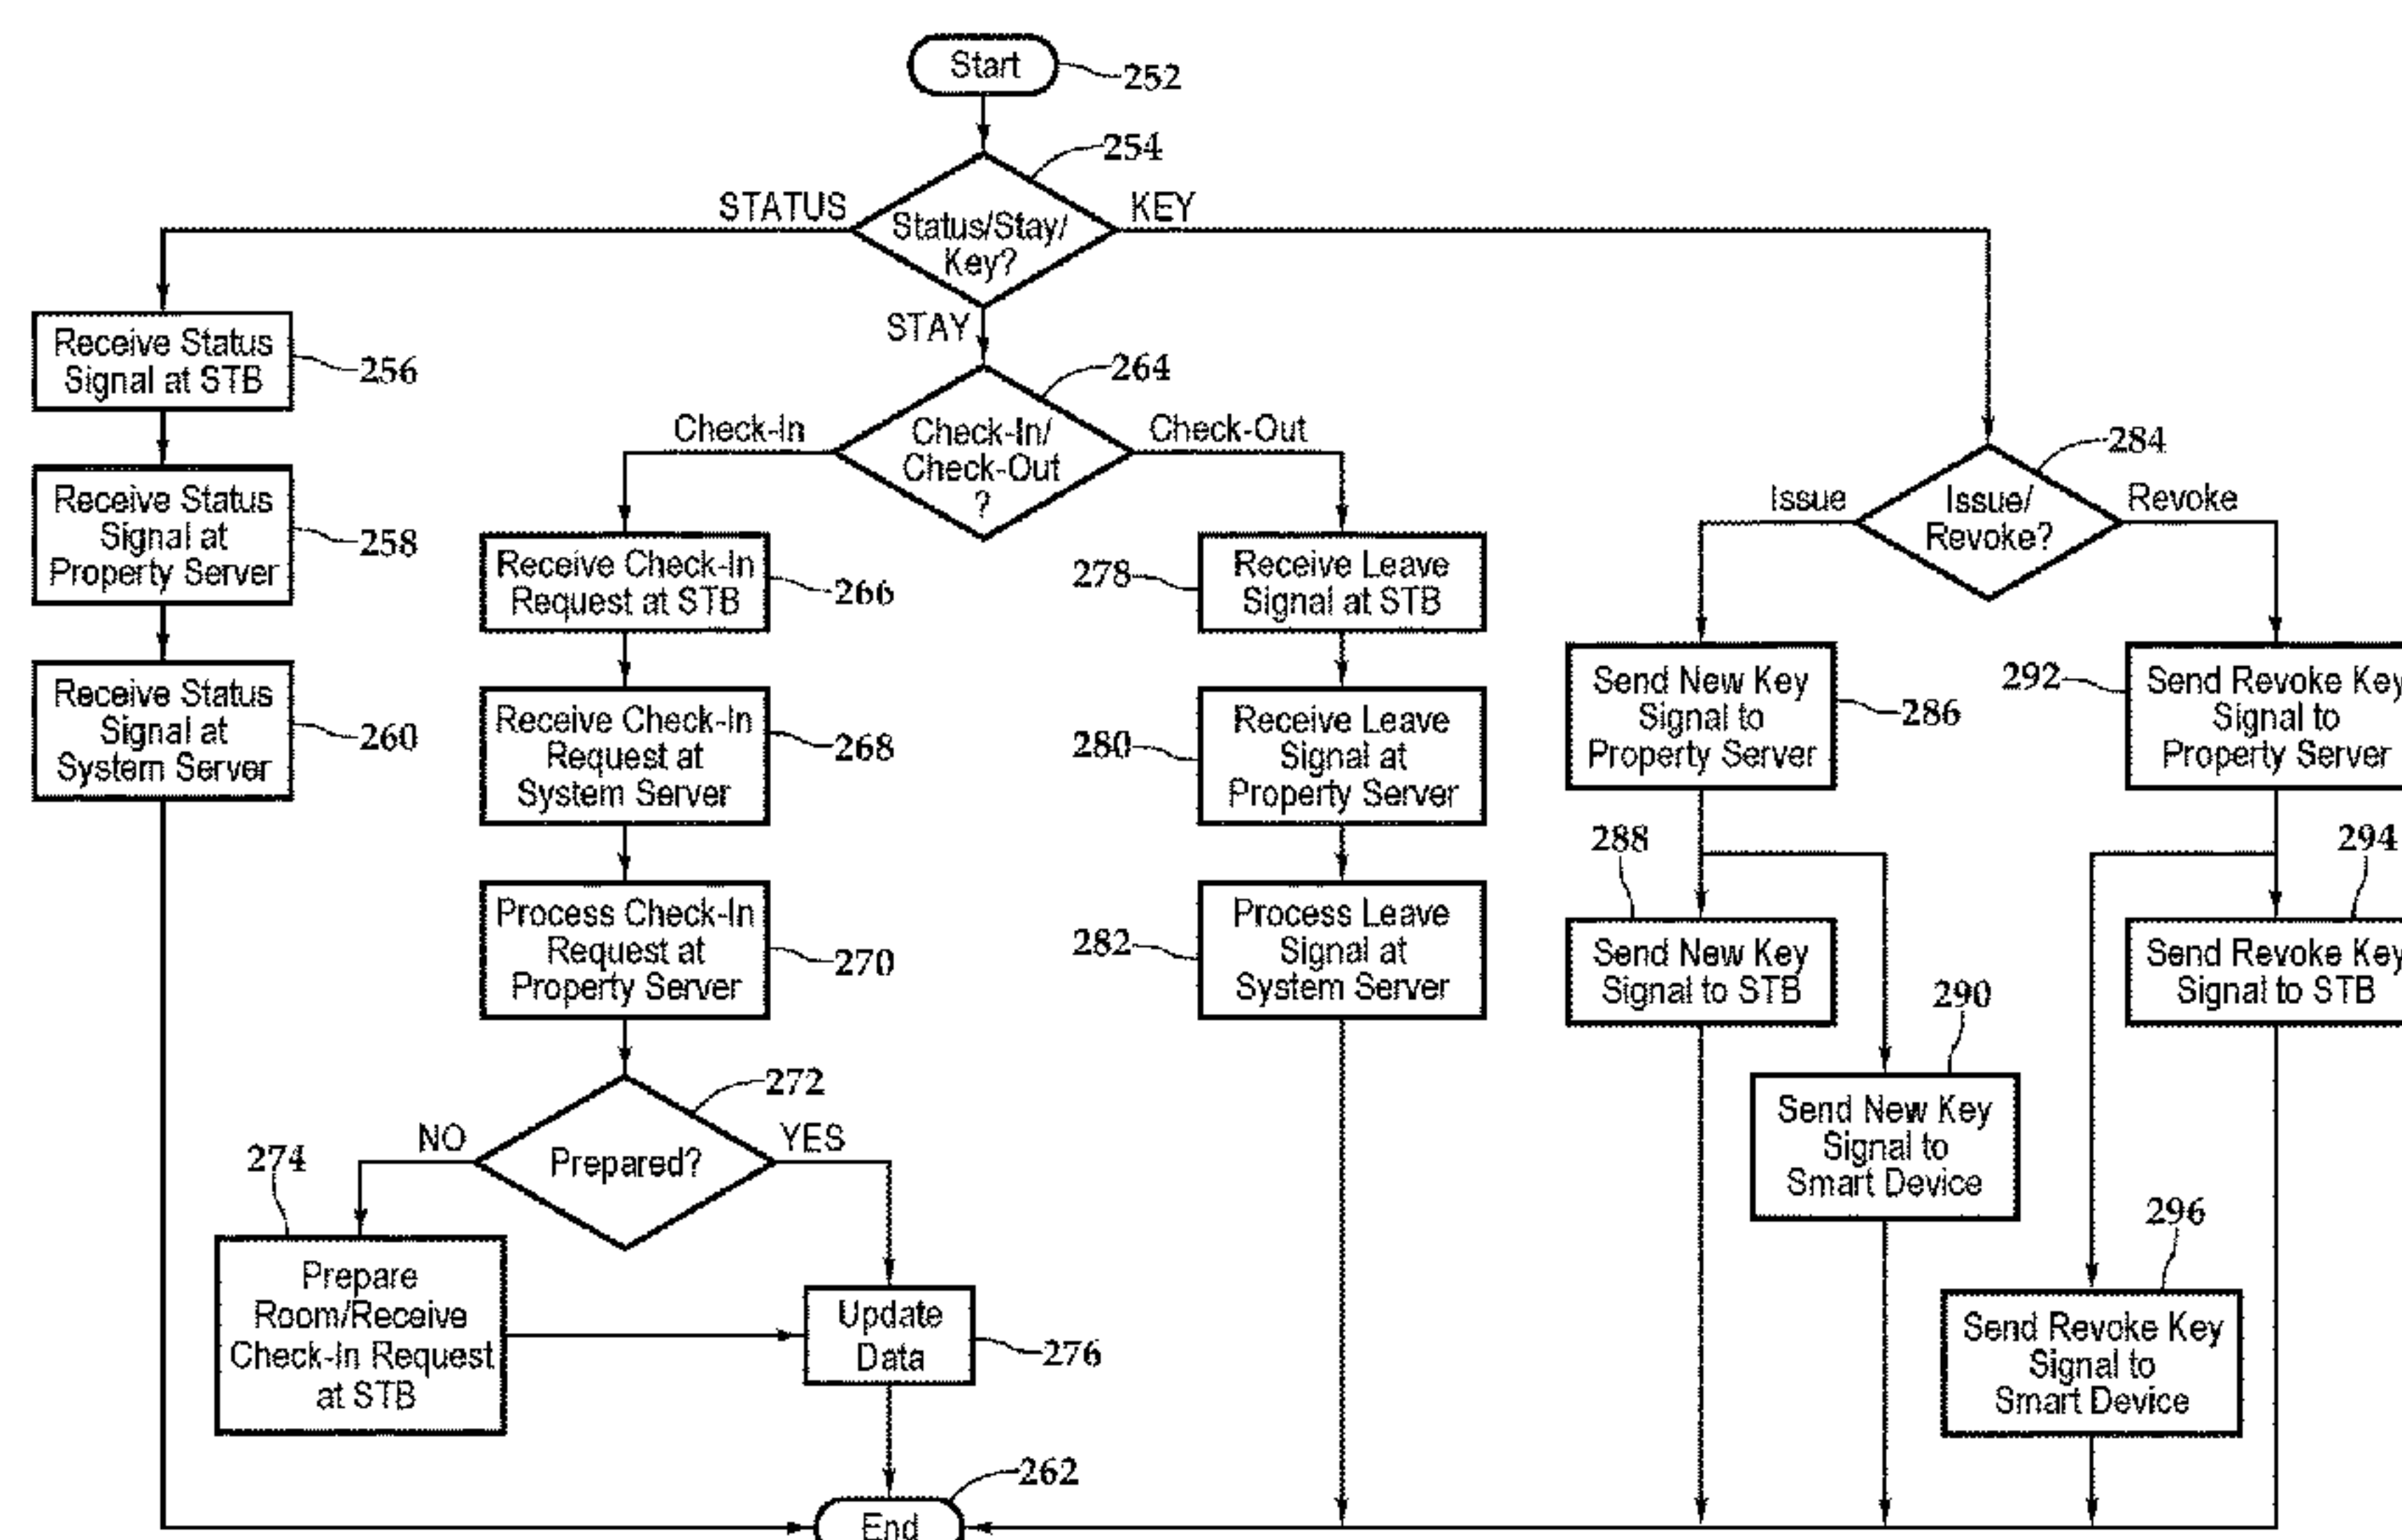 Start
252
254
STATUS
KEY
Status/Stay/
Key?
STAY
Receive Status
Signal at STB
256
264
Check-In
Check-Out
Check-In/
Check-Out
?
284
Issue
Revoke
Issue/
Revoke?
Receive Status
Signal at
Property Server
258
Receive Check-In
Request at STB
266
278
Receive Leave
Signal at STB
Receive Status
Signal at
System Server
260
Receive Check-In
Request at
System Server
268
280
Receive Leave
Signal at
Property Server
Send New Key
Signal to
Property Server
286
292
Send Revoke Key
Signal to
Property Server
288
294
Process Check-In
Request at
Property Server
270
282
Process Leave
Signal at
System Server
Send New Key
Signal to STB
290
Send Revoke Key
Signal to STB
272
NO
YES
Prepared?
274
Send New Key
Signal to
Smart Device
296
Prepare
Room/Receive
Check-In Request
at STB
Update
Data
276
Send Revoke Key
Signal to
Smart Device
262
End